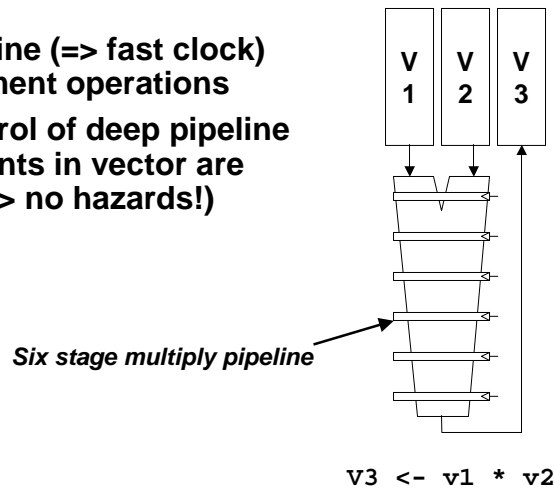 ine (=> fast clock)
ment operations
rol of deep pipeline
nts in vector are
> no hazards!)
V 1
V 2
V 3
Six stage multiply pipeline
V3 <- v1 * v2